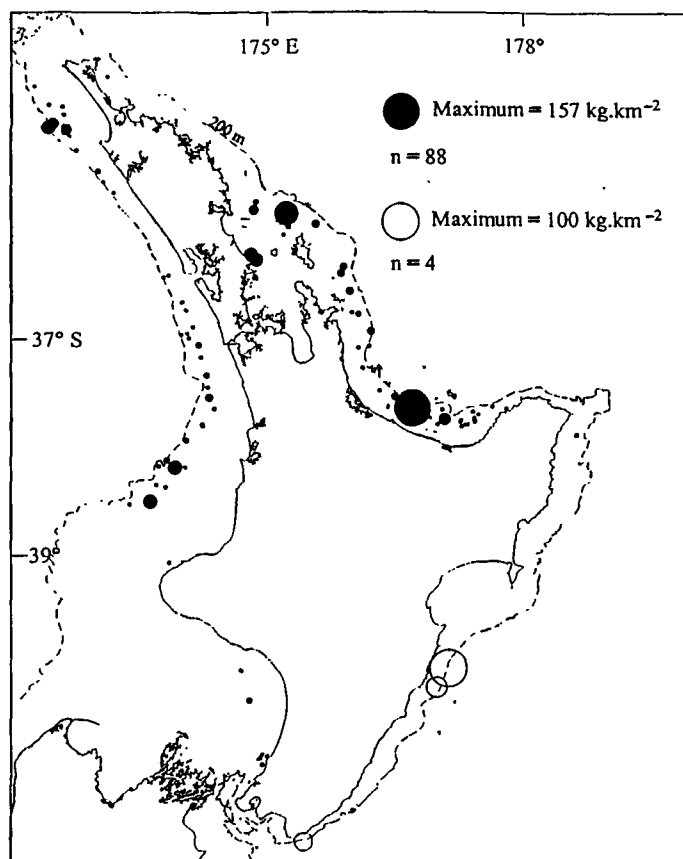 175° E
178°
200 m
Maximum = 157 kg.km⁻²
n = 88
Maximum = 100 kg.km⁻²
n = 4
37° S
39°